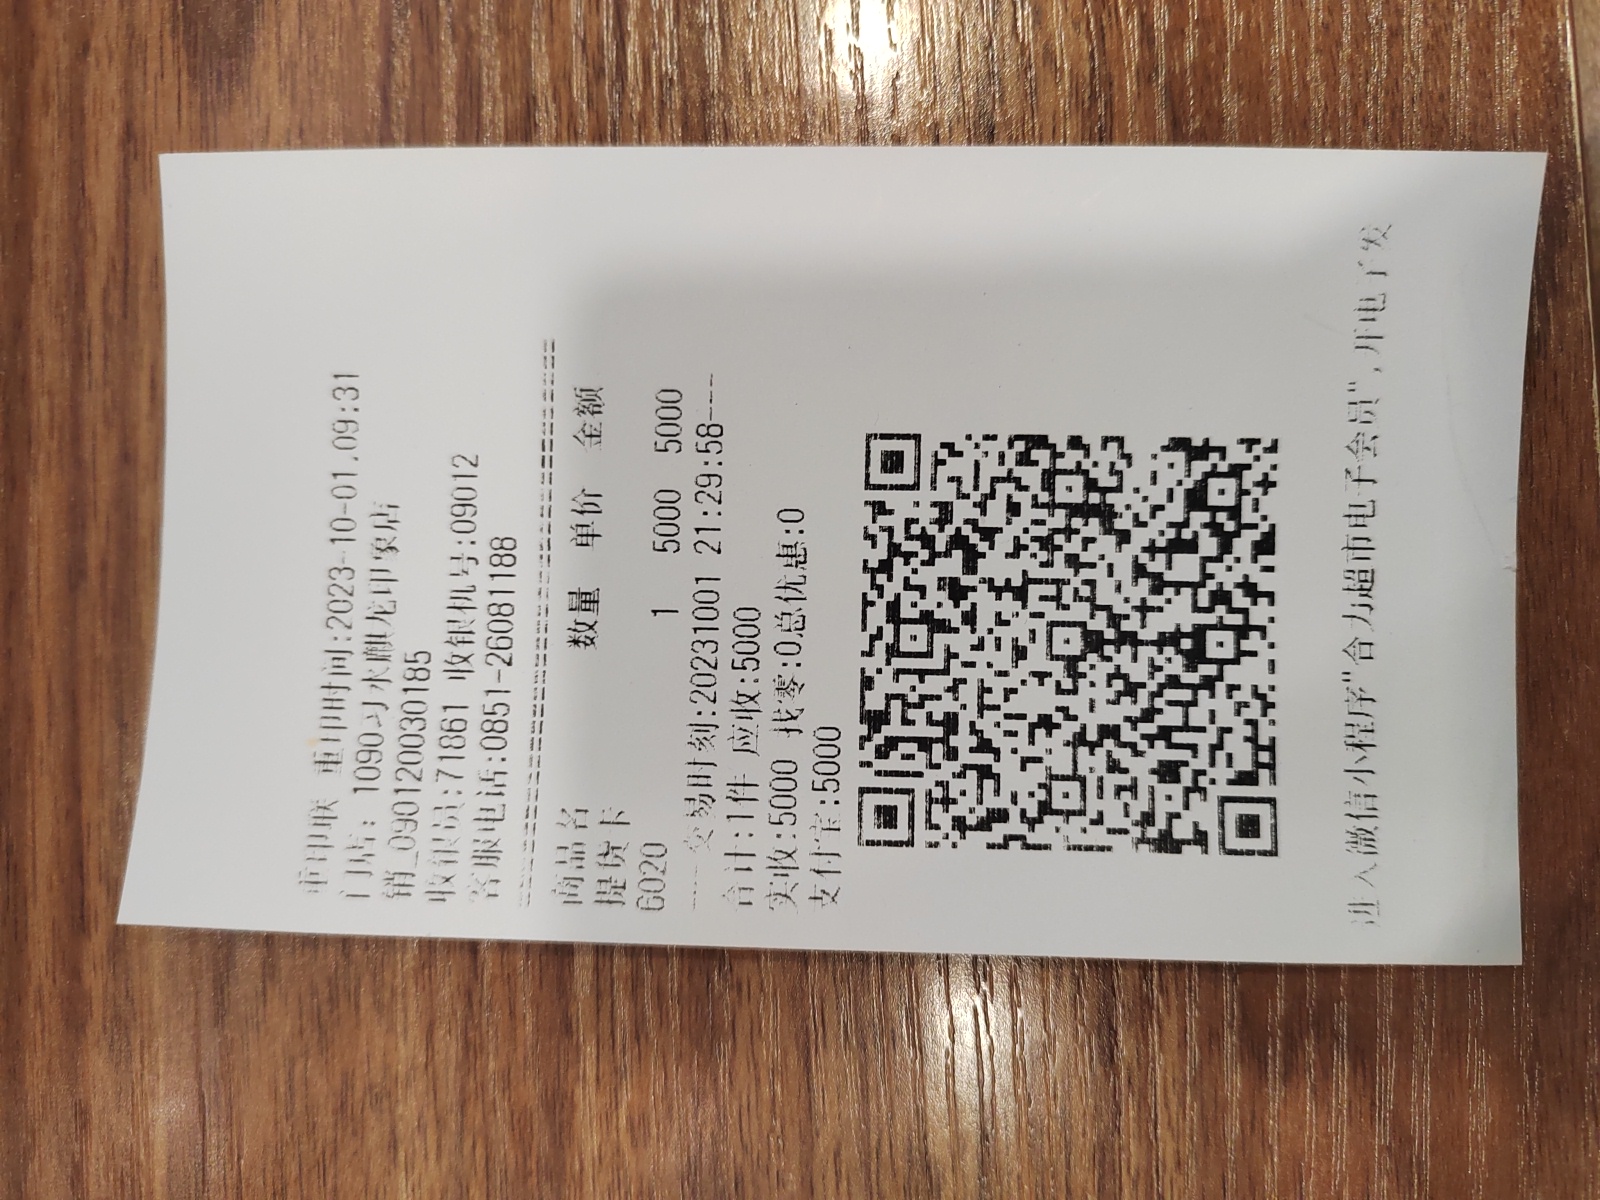 重印联 重印时间:2023-10-01,09:31
门店: 1090习水麒龙印象店
销_090120030185
收银员:71861 收银机号:09012
客服电话:0851-26081188
商品名 数量 单价 金额
提货卡
6020 1 5000 5000
----交易时刻:20231001 21:29:58---
合计:1件 应收:5000
实收:5000 找零:0总优惠:0
支付宝:5000
进入微信小程序"合力超市电子会员",开电子发